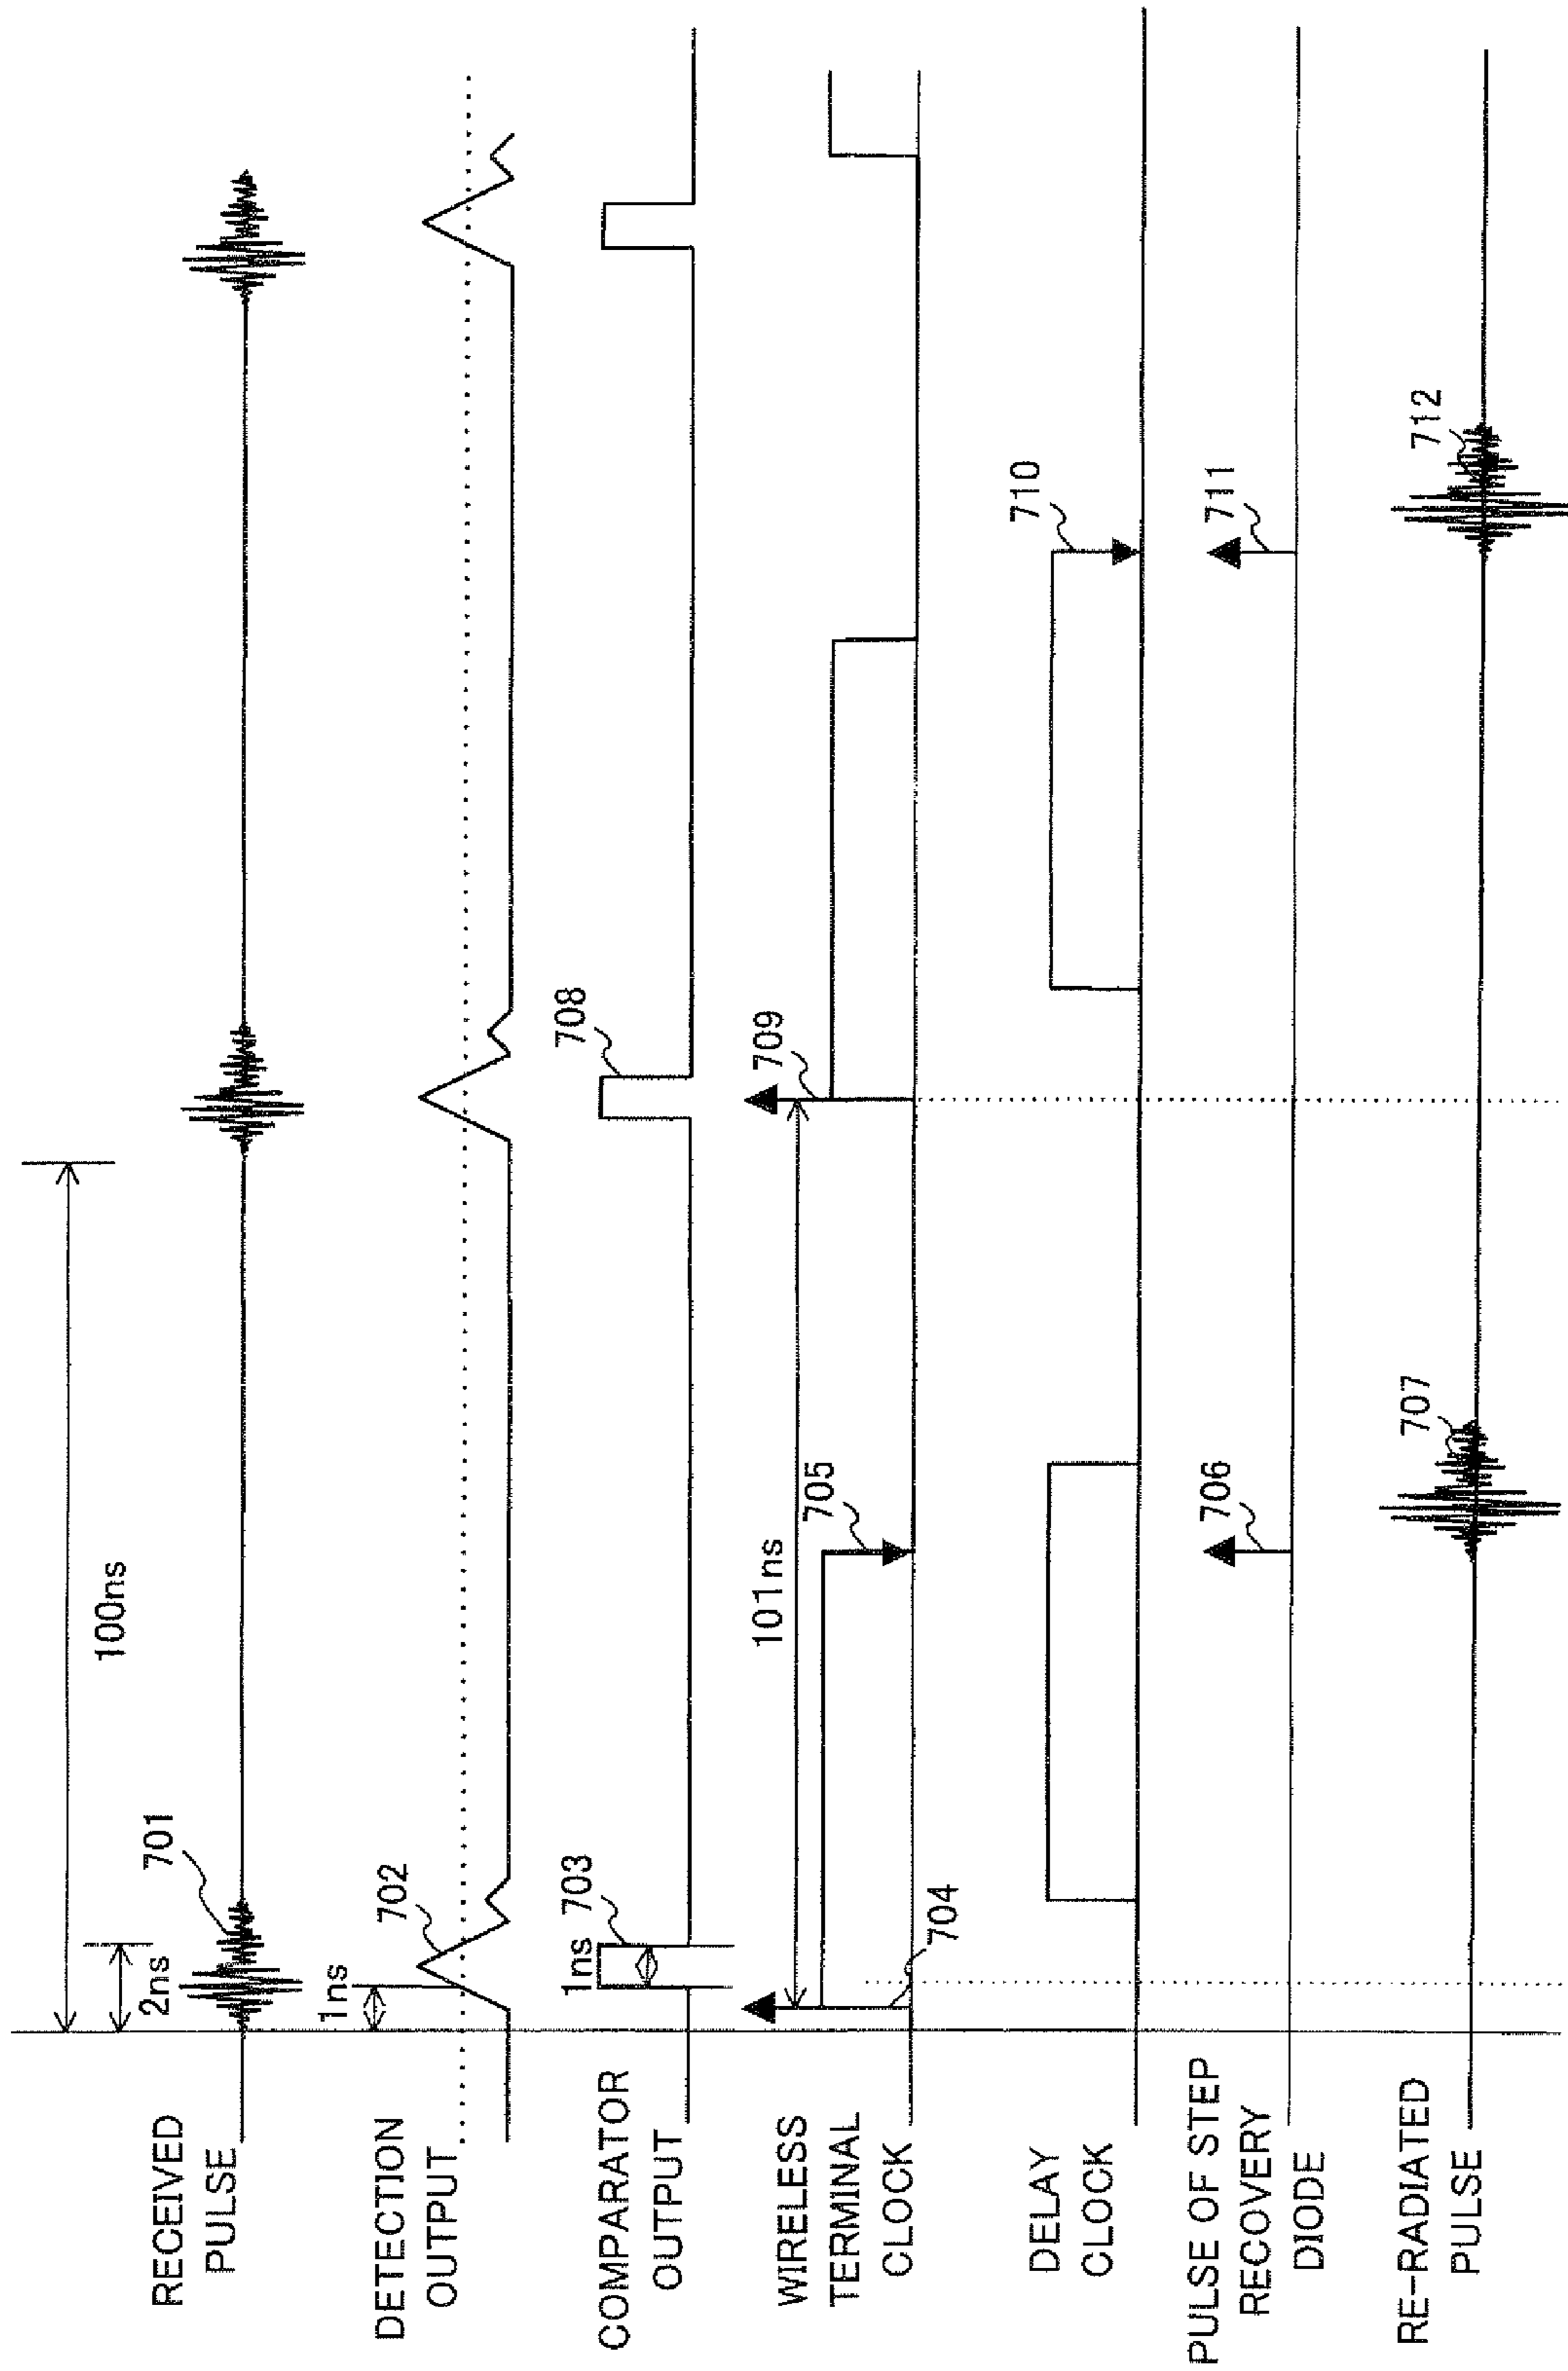 100ns
2ns
701
RECEIVED
PULSE
1ns
702
DETECTION
OUTPUT
1ns
703
708
COMPARATOR
OUTPUT
101ns
705
709
704
WIRELESS
TERMINAL
CLOCK
710
DELAY
CLOCK
706
711
PULSE OF STEP
RECOVERY
DIODE
707
712
RE-RADIATED
PULSE